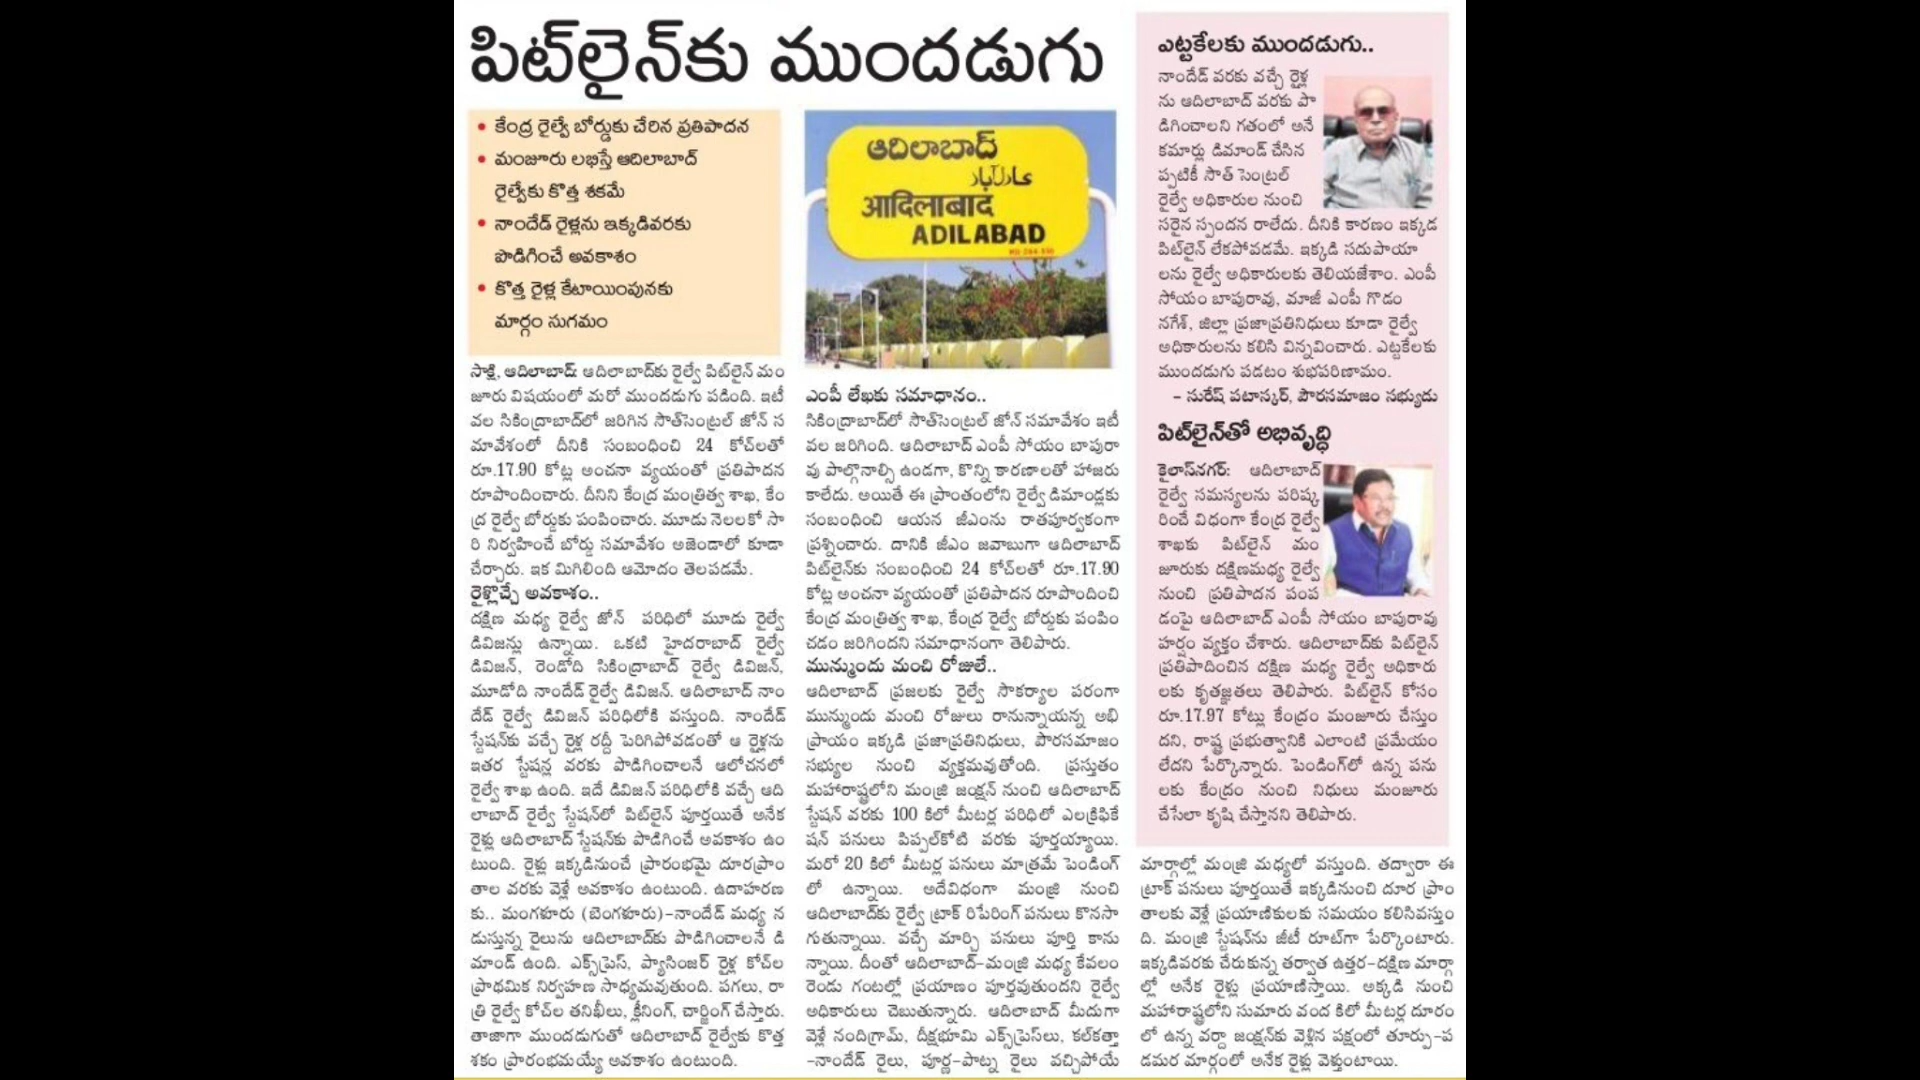 పిట్‌లైన్‌కు ముందడుగు
• కేంద్ర రైల్వే బోర్డుకు చేరిన ప్రతిపాదన
• మంజూరు లభిస్తే ఆదిలాబాద్
రైల్వేకు కొత్త శకమే
• నాందేడ్ రైళ్లను ఇక్కడివరకు
పొడిగించే అవకాశం
• కొత్త రైళ్ల కేటాయింపునకు
మార్గం సుగమం
సాక్షి, ఆదిలాబాద్: ఆదిలాబాద్‌కు రైల్వే పిట్‌లైన్ మం
జూరు విషయంలో మరో ముందడుగు పడింది. ఇటీ
వల సికింద్రాబాద్‌లో జరిగిన సౌత్‌సెంట్రల్ జోన్ స
మావేశంలో దీనికి సంబంధించి 24 కోచ్‌లతో
రూ.17.90 కోట్ల అంచనా వ్యయంతో ప్రతిపాదన
రూపొందించారు. దీనిని కేంద్ర మంత్రిత్వ శాఖ, కేం
ద్ర రైల్వే బోర్డుకు పంపించారు. మూడు నెలలకో సా
రి నిర్వహించే బోర్డు సమావేశం అజెండాలో కూడా
చేర్చారు. ఇక మిగిలింది ఆమోదం తెలపడమే.
రైళ్లొచ్చే అవకాశం..
దక్షిణ మధ్య రైల్వే జోన్ పరిధిలో మూడు రైల్వే
డివిజన్లు ఉన్నాయి. ఒకటి హైదరాబాద్ రైల్వే
డివిజన్, రెండోది సికింద్రాబాద్ రైల్వే డివిజన్,
మూడోది నాందేడ్ రైల్వే డివిజన్. ఆదిలాబాద్ నాం
దేడ్ రైల్వే డివిజన్ పరిధిలోకి వస్తుంది. నాందేడ్
స్టేషన్‌కు వచ్చే రైళ్ల రద్దీ పెరిగిపోవడంతో ఆ రైళ్లను
ఇతర స్టేషన్ల వరకు పొడిగించాలనే ఆలోచనలో
రైల్వే శాఖ ఉంది. ఇదే డివిజన్ పరిధిలోకి వచ్చే ఆది
లాబాద్ రైల్వే స్టేషన్‌లో పిట్‌లైన్ పూర్తయితే అనేక
రైళ్లు ఆదిలాబాద్ స్టేషన్‌కు పొడిగించే అవకాశం ఉం
టుంది. రైళ్లు ఇక్కడినుంచే ప్రారంభమై దూరప్రాం
తాల వరకు వెళ్లే అవకాశం ఉంటుంది. ఉదాహరణ
కు.. మంగళూరు (బెంగళూరు)-నాందేడ్ మధ్య న
డుస్తున్న రైలును ఆదిలాబాద్‌కు పొడిగించాలనే డి
మాండ్ ఉంది. ఎక్స్‌ప్రెస్, ప్యాసింజర్ రైళ్ల కోచ్‌ల
ప్రాథమిక నిర్వహణ సాధ్యమవుతుంది. పగలు, రా
త్రి రైల్వే కోచ్‌ల తనిఖీలు, క్లీనింగ్, చార్జింగ్ చేస్తారు.
తాజాగా ముందడుగుతో ఆదిలాబాద్ రైల్వేకు కొత్త
శకం ప్రారంభమయ్యే అవకాశం ఉంటుంది.
ఆదిలాబాద్
عادل آباد
आदिलाबाद
ADILABAD
ఎంపీ లేఖకు సమాధానం..
సికింద్రాబాద్‌లో సౌత్‌సెంట్రల్ జోన్ సమావేశం ఇటీ
వల జరిగింది. ఆదిలాబాద్ ఎంపీ సోయం బాపురా
వు పాల్గొనాల్సి ఉండగా, కొన్ని కారణాలతో హాజరు
కాలేదు. అయితే ఈ ప్రాంతంలోని రైల్వే డిమాండ్లకు
సంబంధించి ఆయన జీఎంను రాతపూర్వకంగా
ప్రశ్నించారు. దానికి జీఎం జవాబుగా ఆదిలాబాద్
పిట్‌లైన్‌కు సంబంధించి 24 కోచ్‌లతో రూ.17.90
కోట్ల అంచనా వ్యయంతో ప్రతిపాదన రూపొందించి
కేంద్ర మంత్రిత్వ శాఖ, కేంద్ర రైల్వే బోర్డుకు పంపించ
డం జరిగిందని సమాధానంగా తెలిపారు.
మున్ముందు మంచి రోజులే..
ఆదిలాబాద్ ప్రజలకు రైల్వే సౌకర్యాల పరంగా
మున్ముందు మంచి రోజులు రానున్నాయన్న అభి
ప్రాయం ఇక్కడి ప్రజాప్రతినిధులు, పౌరసమాజం
సభ్యుల నుంచి వ్యక్తమవుతోంది. ప్రస్తుతం
మహారాష్ట్రలోని మంజ్రి జంక్షన్ నుంచి ఆదిలాబాద్
స్టేషన్ వరకు 100 కిలో మీటర్ల పరిధిలో ఎలక్ట్రిఫికే
షన్ పనులు పిప్పల్‌కోటి వరకు పూర్తయ్యాయి.
మరో 20 కిలో మీటర్ల పనులు మాత్రమే పెండింగ్
లో ఉన్నాయి. అదేవిధంగా మంజ్రి నుంచి
ఆదిలాబాద్‌కు రైల్వే ట్రాక్ రిపేరింగ్ పనులు కొనసా
గుతున్నాయి. వచ్చే మార్చి పనులు పూర్తి కాను
న్నాయి. దీంతో ఆదిలాబాద్-మంజ్రి మధ్య కేవలం
రెండు గంటల్లో ప్రయాణం పూర్తవుతుందని రైల్వే
అధికారులు చెబుతున్నారు. ఆదిలాబాద్ మీదుగా
వెళ్లే నందిగ్రామ్, దీక్షభూమి ఎక్స్‌ప్రెస్‌లు, కల్‌కత్తా
-నాందేడ్ రైలు, పూర్ణ-పాట్న రైలు వచ్చిపోయే
ఎట్టకేలకు ముందడుగు..
నాందేడ్ వరకు వచ్చే రైళ్ల
ను ఆదిలాబాద్ వరకు పొ
డిగించాలని గతంలో అనే
కమార్లు డిమాండ్ చేసిన
ప్పటికీ సౌత్ సెంట్రల్
రైల్వే అధికారుల నుంచి
సరైన స్పందన రాలేదు. దీనికి కారణం ఇక్కడ
పిట్‌లైన్ లేకపోవడమే. ఇక్కడి సదుపాయా
లను రైల్వే అధికారులకు తెలియజేశాం. ఎంపీ
సోయం బాపురావు, మాజీ ఎంపీ గొడం
నగేశ్, జిల్లా ప్రజాప్రతినిధులు కూడా రైల్వే
అధికారులను కలిసి విన్నవించారు. ఎట్టకేలకు
ముందడుగు పడటం శుభపరిణామం.
– సురేష్ పటాస్కర్, పౌరసమాజం సభ్యుడు
పిట్‌లైన్‌తో అభివృద్ధి
కైలాస్‌నగర్: ఆదిలాబాద్
రైల్వే సమస్యలను పరిష్క
రించే విధంగా కేంద్ర రైల్వే
శాఖకు పిట్‌లైన్ మం
జూరుకు దక్షిణమధ్య రైల్వే
నుంచి ప్రతిపాదన పంప
డంపై ఆదిలాబాద్ ఎంపీ సోయం బాపురావు
హర్షం వ్యక్తం చేశారు. ఆదిలాబాద్‌కు పిట్‌లైన్
ప్రతిపాదించిన దక్షిణ మధ్య రైల్వే అధికారు
లకు కృతజ్ఞతలు తెలిపారు. పిట్‌లైన్ కోసం
రూ.17.97 కోట్లు కేంద్రం మంజూరు చేస్తుం
దని, రాష్ట్ర ప్రభుత్వానికి ఎలాంటి ప్రమేయం
లేదని పేర్కొన్నారు. పెండింగ్‌లో ఉన్న పను
లకు కేంద్రం నుంచి నిధులు మంజూరు
చేసేలా కృషి చేస్తానని తెలిపారు.
మార్గాల్లో మంజ్రి మధ్యలో వస్తుంది. తద్వారా ఈ
ట్రాక్ పనులు పూర్తయితే ఇక్కడినుంచి దూర ప్రాం
తాలకు వెళ్లే ప్రయాణికులకు సమయం కలిసివస్తుం
ది. మంజ్రి స్టేషన్‌ను జీటీ రూట్‌గా పేర్కొంటారు.
ఇక్కడివరకు చేరుకున్న తర్వాత ఉత్తర-దక్షిణ మార్గా
ల్లో అనేక రైళ్లు ప్రయాణిస్తాయి. అక్కడి నుంచి
మహారాష్ట్రలోని సుమారు వంద కిలో మీటర్ల దూరం
లో ఉన్న వర్దా జంక్షన్‌కు వెళ్లిన పక్షంలో తూర్పు-ప
డమర మార్గంలో అనేక రైళ్లు వెళ్తుంటాయి.